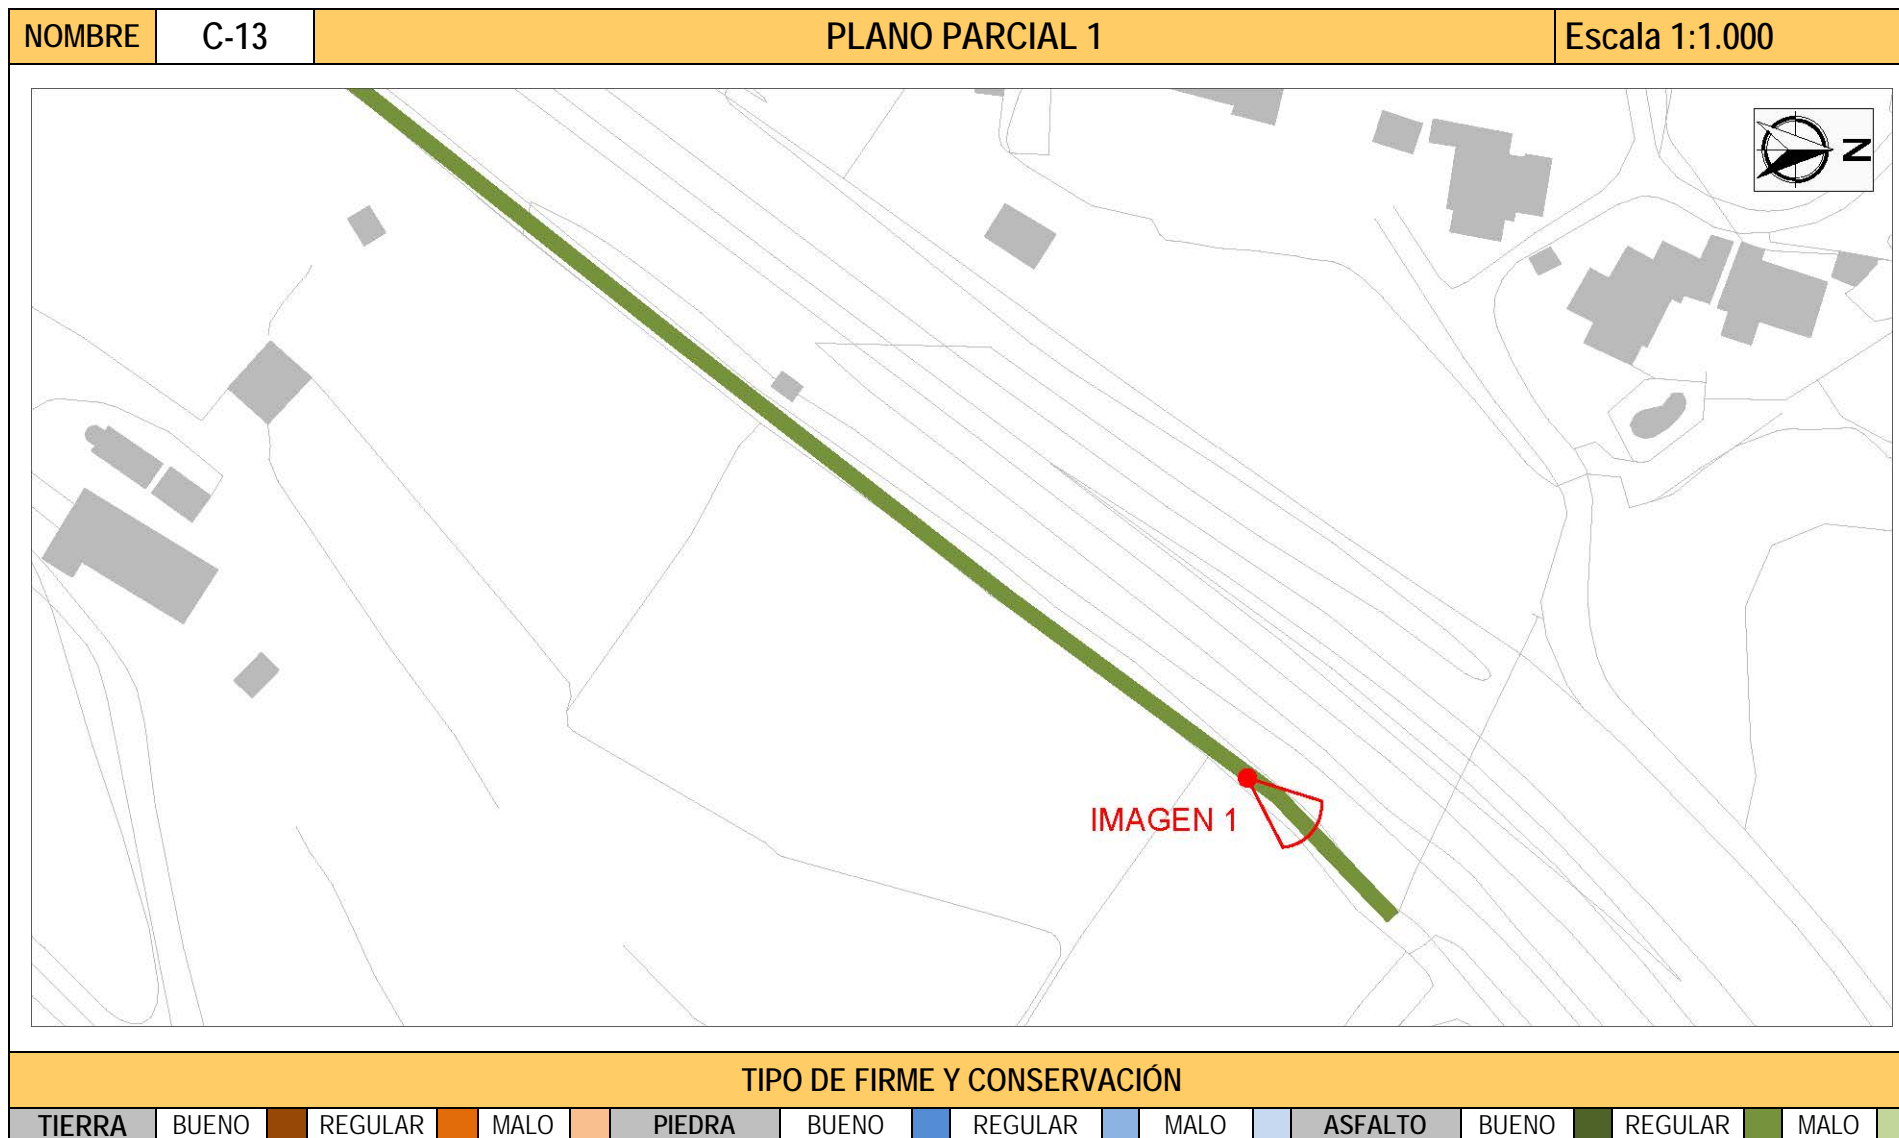 NOMBRE C-13 PLANO PARCIAL 1 Escala 1:1.000
N
IMAGEN 1
TIPO DE FIRME Y CONSERVACIÓN
TIERRA BUENO REGULAR MALO PIEDRA BUENO REGULAR MALO ASFALTO BUENO REGULAR MALO